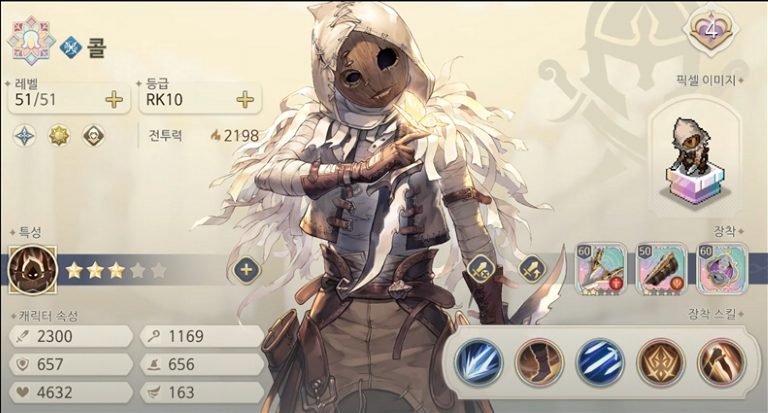 콜
4
레벨
51/51
등급
RK10
전투력
2198
픽셀 이미지
특성
장착
60
50
60
캐릭터 속성
2300
1169
657
656
4632
163
장착 스킬